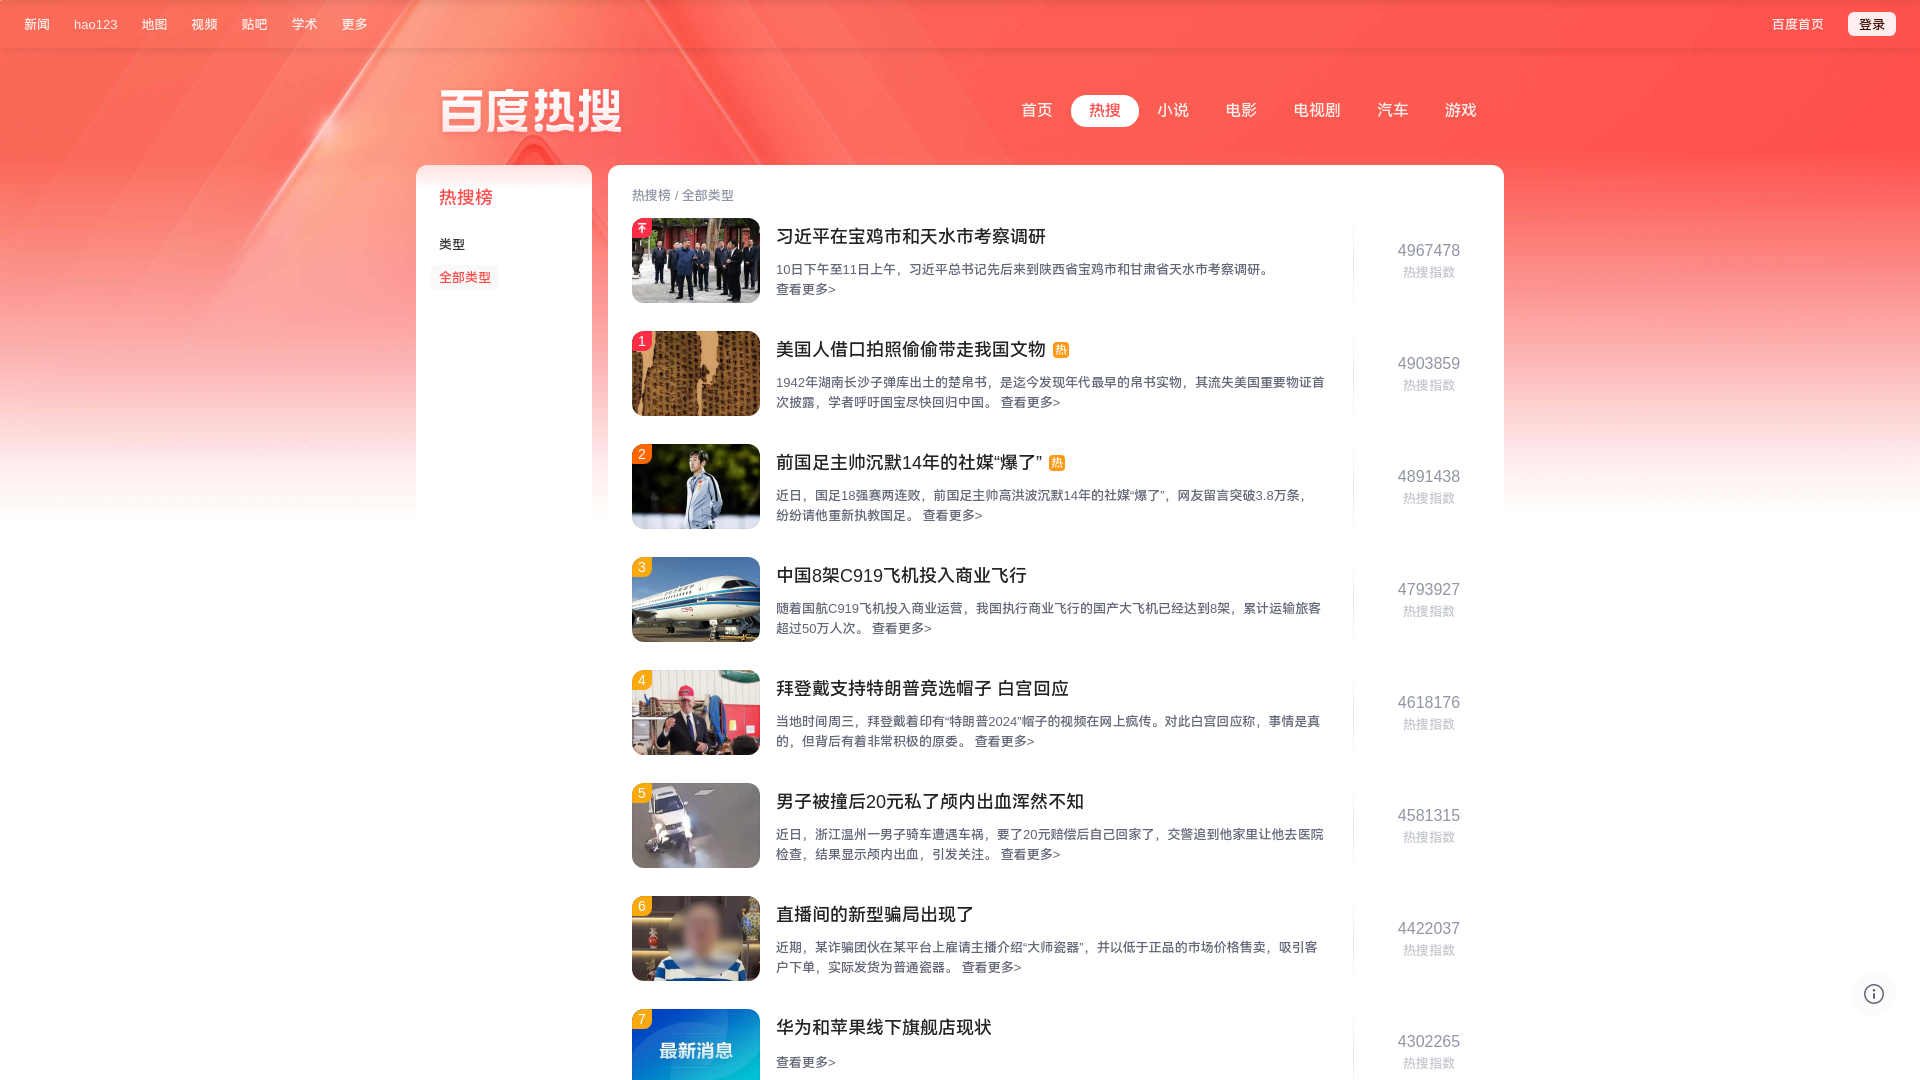 新闻 hao123 地图 视频 贴吧 学术 更多 百度首页 登录
百度热搜
首页 热搜 小说 电影 电视剧 汽车 游戏
热搜榜
类型
全部类型
热搜榜 / 全部类型
习近平在宝鸡市和天水市考察调研
10日下午至11日上午，习近平总书记先后来到陕西省宝鸡市和甘肃省天水市考察调研。
查看更多>
4967478
热搜指数
1
美国人借口拍照偷偷带走我国文物 热
1942年湖南长沙子弹库出土的楚帛书，是迄今发现年代最早的帛书实物，其流失美国重要物证首
次披露，学者呼吁国宝尽快回归中国。 查看更多>
4903859
热搜指数
2
前国足主帅沉默14年的社媒“爆了” 热
近日，国足18强赛两连败，前国足主帅高洪波沉默14年的社媒“爆了”，网友留言突破3.8万条，
纷纷请他重新执教国足。 查看更多>
4891438
热搜指数
3
中国8架C919飞机投入商业飞行
随着国航C919飞机投入商业运营，我国执行商业飞行的国产大飞机已经达到8架，累计运输旅客
超过50万人次。 查看更多>
4793927
热搜指数
4
拜登戴支持特朗普竞选帽子 白宫回应
当地时间周三，拜登戴着印有“特朗普2024”帽子的视频在网上疯传。对此白宫回应称，事情是真
的，但背后有着非常积极的原委。 查看更多>
4618176
热搜指数
5
男子被撞后20元私了颅内出血浑然不知
近日，浙江温州一男子骑车遭遇车祸，要了20元赔偿后自己回家了，交警追到他家里让他去医院
检查，结果显示颅内出血，引发关注。 查看更多>
4581315
热搜指数
6
直播间的新型骗局出现了
近期，某诈骗团伙在某平台上雇请主播介绍“大师瓷器”，并以低于正品的市场价格售卖，吸引客
户下单，实际发货为普通瓷器。 查看更多>
4422037
热搜指数
7
最新消息
华为和苹果线下旗舰店现状
查看更多>
4302265
热搜指数